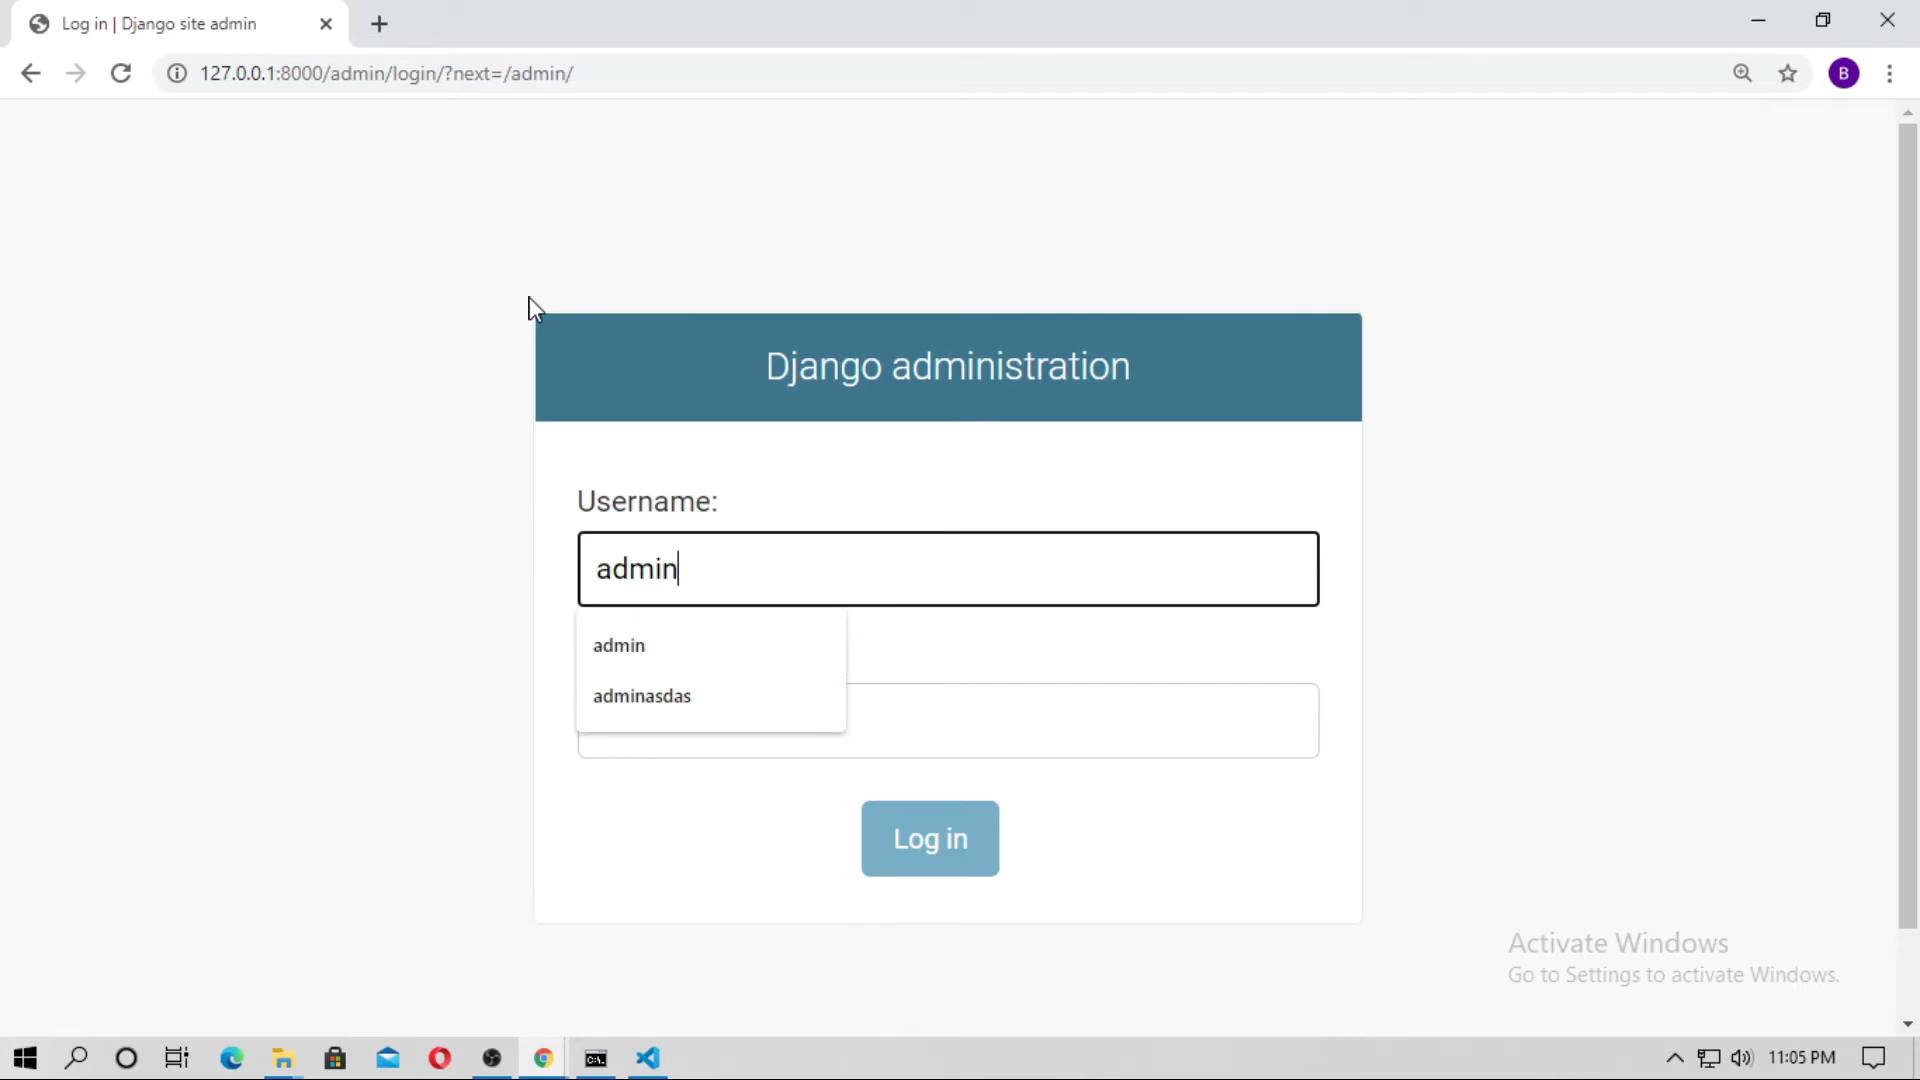 Log in | Django site admin
127.0.0.1:8000/admin/login/?next=/admin/
B
Django administration
Username:
admin
admin
adminasdas
Log in
Activate Windows
Go to Settings to activate Windows.
C:\_
11:05 PM